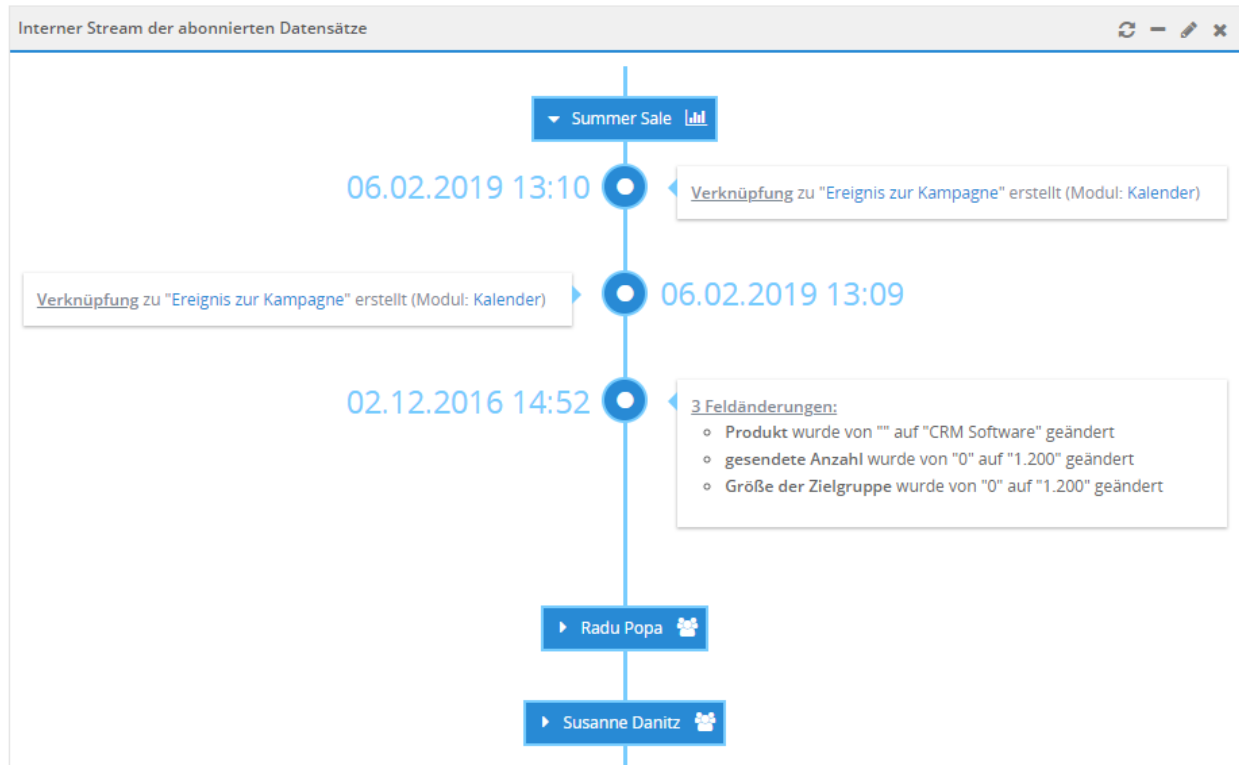 Interner Stream der abonnierten Datensätze
Summer Sale
06.02.2019 13:10
Verknüpfung zu "Ereignis zur Kampagne" erstellt (Modul: Kalender)
Verknüpfung zu "Ereignis zur Kampagne" erstellt (Modul: Kalender)
06.02.2019 13:09
02.12.2016 14:52
3 Feldänderungen:
Produkt wurde von "" auf "CRM Software" geändert
gesendete Anzahl wurde von "0" auf "1.200" geändert
Größe der Zielgruppe wurde von "0" auf "1.200" geändert
Radu Popa
Susanne Danitz